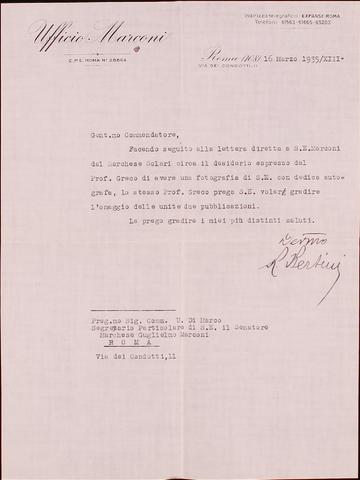 Ufficio Marconi
C.P.E. ROMA Nº 28664
Indirizzo telegrafico: EXPANSE ROMA
Telefoni: 61563-61665-63203
Roma (108) 16 Marzo 1935/XIII°
VIA DEI CONDOTTI, 11
Gent.mo Commendatore,
Facendo seguito alla lettera diretta a S.E. Marconi
dal Marchese Solari circa il desiderio espresso dal
Prof. Greco di avere una fotografia di S.E. con dedica auto-
grafa, lo stesso Prof. Greco prega S.E. voler gradire
l'omaggio delle unite due pubblicazioni.
La prego gradire i miei più distinti saluti.
Bertini
Preg.mo Sig. Comm. U. Di Marco
Segretario Particolare di S.E. il Senatore
Marchese Guglielmo Marconi
R O M A
Via dei Condotti,11